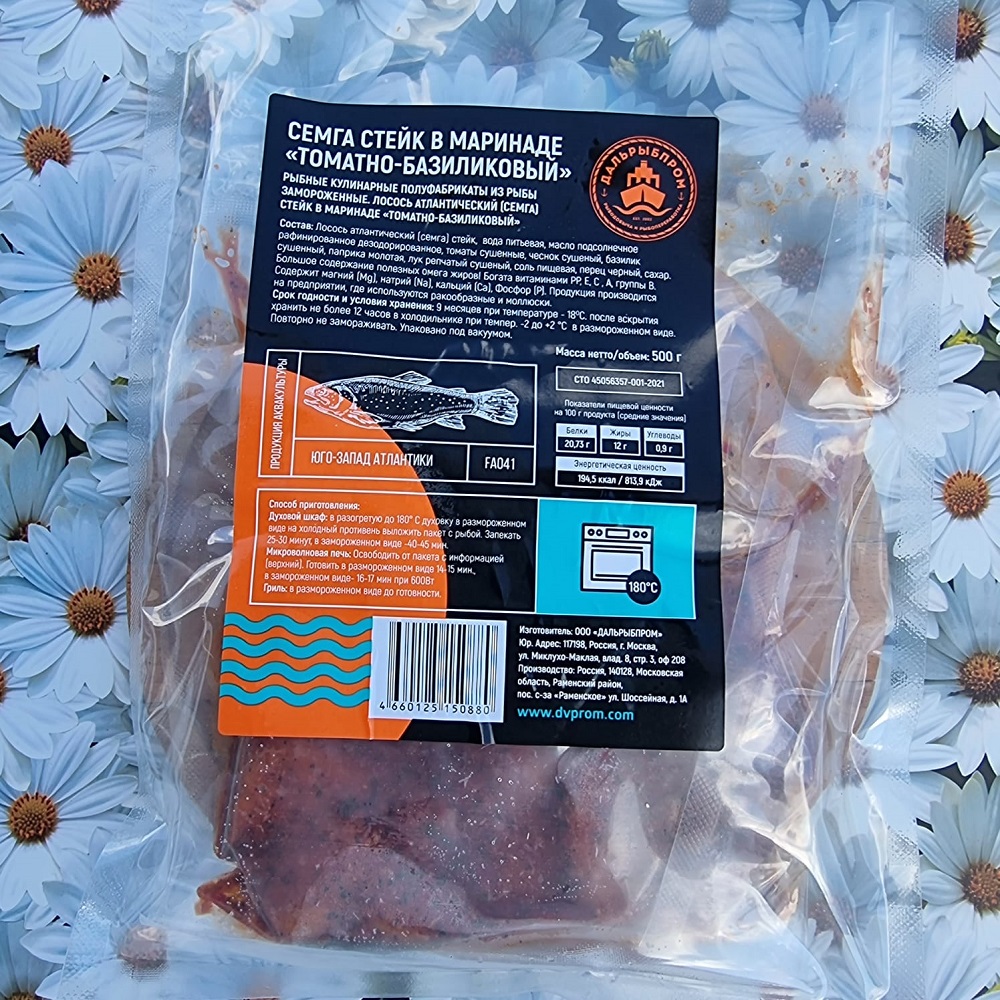 СЕМГА СТЕЙК В МАРИНАДЕ
«ТОМАТНО-БАЗИЛИКОВЫЙ»
РЫБНЫЕ КУЛИНАРНЫЕ ПОЛУФАБРИКАТЫ ИЗ РЫБЫ
ЗАМОРОЖЕННЫЕ. ЛОСОСЬ АТЛАНТИЧЕСКИЙ (СЕМГА)
СТЕЙК В МАРИНАДЕ «ТОМАТНО-БАЗИЛИКОВЫЙ»
ДАЛЬРЫБПРОМ
РЫБОДОБЫЧА И РЫБОПЕРЕРАБОТКА
Состав: Лосось атлантический (семга) стейк, вода питьевая, масло подсолнечное
рафинированное дезодорированное, томаты сушенные, чеснок сушеный, базилик
сушенный, паприка молотая, лук репчатый сушеный, соль пищевая, перец черный, сахар.
Большое содержание полезных омега жиров! Богата витаминами РР, Е, С , А, группы В.
Содержит магний (Mg), натрий (Na), кальций (Ca), Фосфор (P). Продукция производится
на предприятии, где используются ракообразные и моллюски.
Срок годности и условия хранения: 9 месяцев при температуре - 18°С, после вскрытия
хранить не более 12 часов в холодильнике при темпер. -2 до +2 °С в размороженном виде.
Повторно не замораживать. Упаковано под вакуумом.
Масса нетто/объем: 500 г
СТО 45056357-001-2021
Показатели пищевой ценности
на 100 г продукта (средние значения)
Белки Жиры Углеводы
20,73 г 12 г 0,9 г
Энергетическая ценность
194,5 ккал / 813,9 кДж
ПРОДУКЦИЯ АКВАКУЛЬТУРЫ
ЮГО-ЗАПАД АТЛАНТИКИ
FAO41
Способ приготовления:
Духовой шкаф: в разогретую до 180° С духовку в размороженном
виде на холодный противень выложить пакет с рыбой. Запекать
25-30 минут, в замороженном виде -40-45 мин.
Микроволновая печь: Освободить от пакета с информацией
(верхний). Готовить в размороженном виде 14-15 мин.,
в замороженном виде- 16-17 мин при 600Вт
Гриль: в размороженном виде до готовности.
180°C
4 660125 150880
Изготовитель: ООО «ДАЛЬРЫБПРОМ»
Юр. Адрес: 117198, Россия, г. Москва,
ул. Миклухо-Маклая, влад. 8, стр. 3, оф 208
Производство: Россия, 140128, Московская
область, Раменский район,
пос. с-за «Раменское» ул. Шоссейная, д. 1А
www.dvprom.com